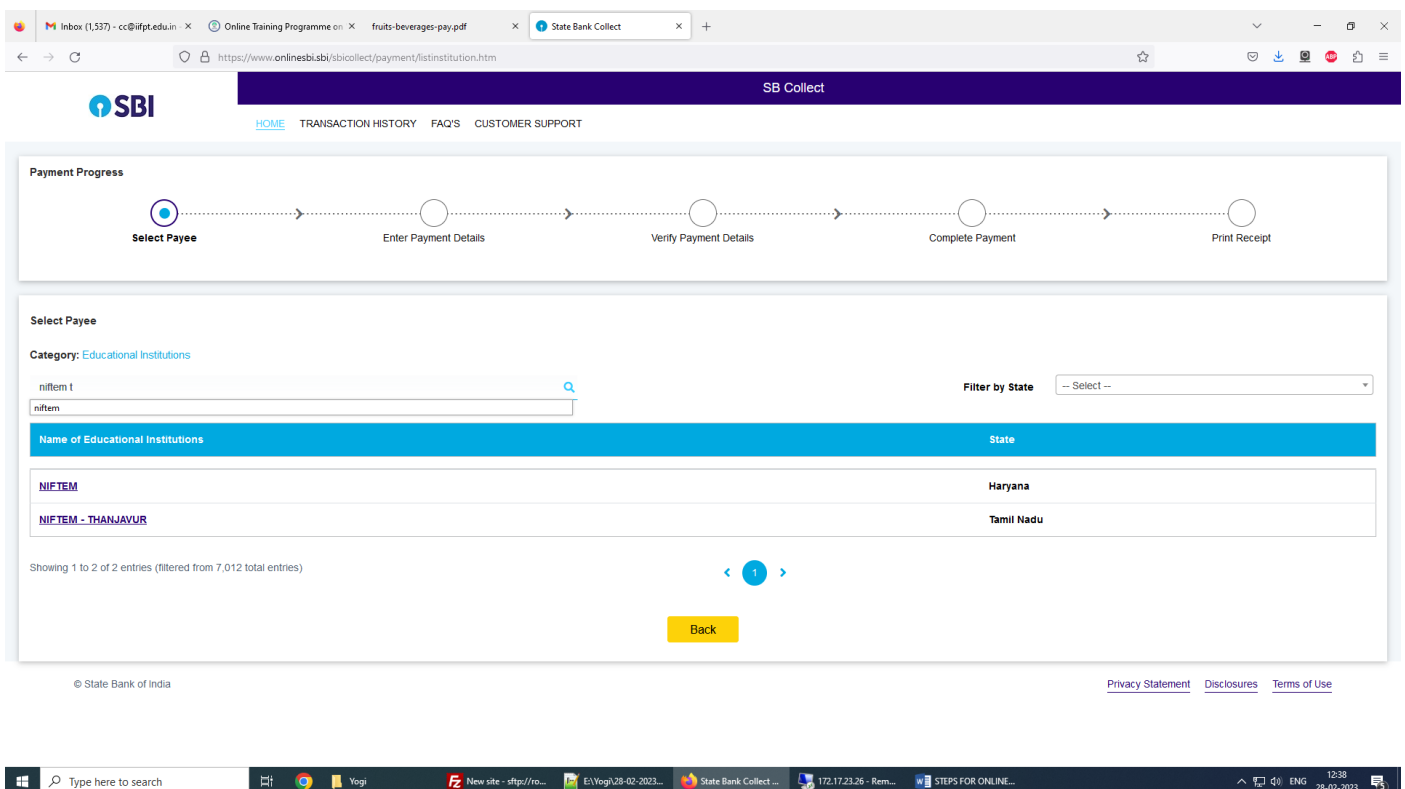 Inbox (1,537) - cc@iifpt.edu.in - Online Training Programme on fruits-beverages-pay.pdf State Bank Collect
https://www.onlinesbi.sbi/sbicollect/payment/listinstitution.htm
ABP
SBI
SB Collect
HOME TRANSACTION HISTORY FAQ'S CUSTOMER SUPPORT
Payment Progress
Select Payee Enter Payment Details Verify Payment Details Complete Payment Print Receipt
Select Payee
Category: Educational Institutions
niftem t
Filter by State -- Select --
niftem
Name of Educational Institutions State
NIFTEM Haryana
NIFTEM - THANJAVUR Tamil Nadu
Showing 1 to 2 of 2 entries (filtered from 7,012 total entries)
1
Back
© State Bank of India
Privacy Statement Disclosures Terms of Use
Type here to search Yogi New site - sftp://ro... E:\Yogi\28-02-2023... State Bank Collect ... 172.17.23.26 - Rem... STEPS FOR ONLINE... ENG 12:38
28-02-2023